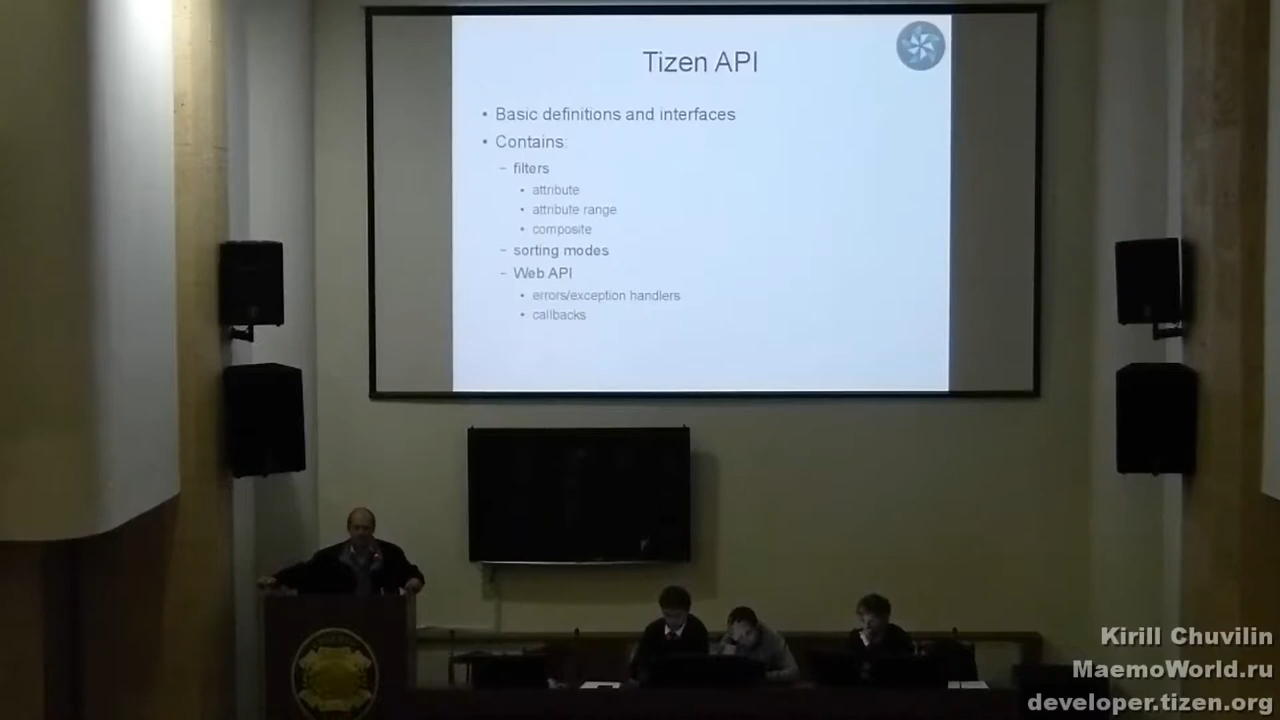 Tizen API
• Basic definitions and interfaces
• Contains:
– filters
• attribute
• attribute range
• composite
– sorting modes
– Web API
• errors/exception handlers
• callbacks
Kirill Chuvilin
MaemoWorld.ru
developer.tizen.org